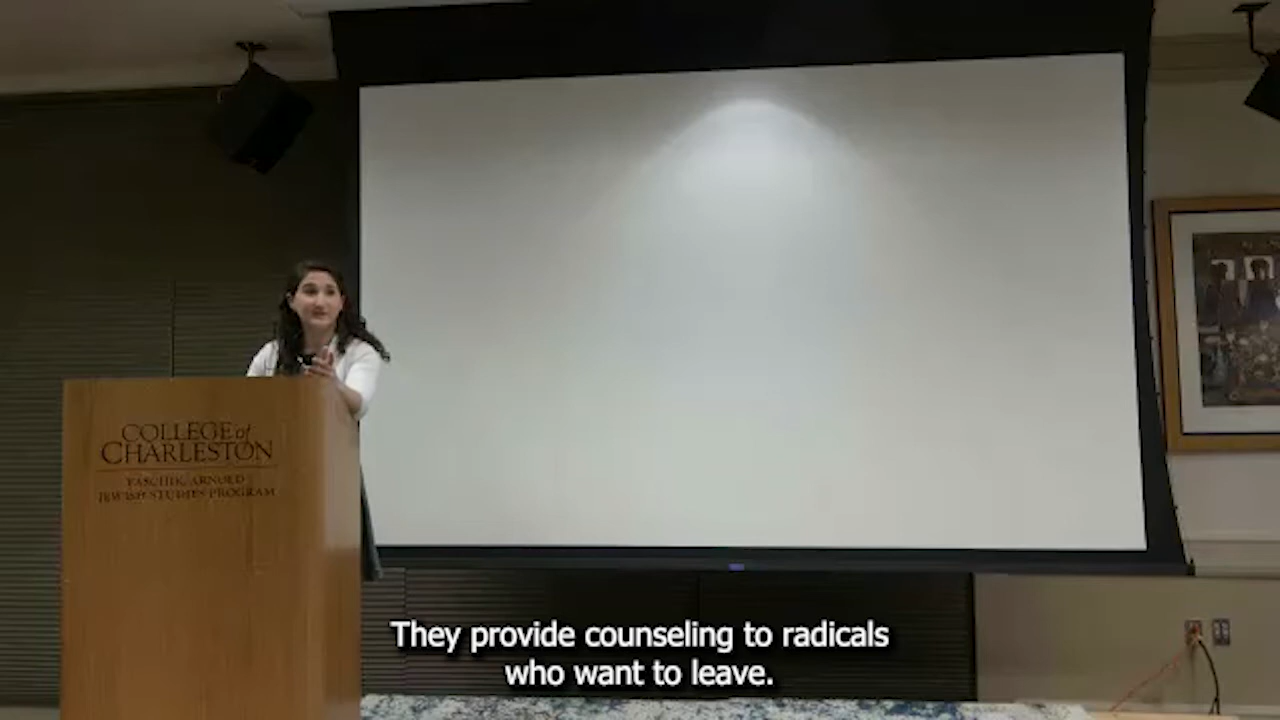 COLLEGE of
CHARLESTON
YASCHIK/ARNOLD
JEWISH STUDIES PROGRAM
They provide counseling to radicals
who want to leave.